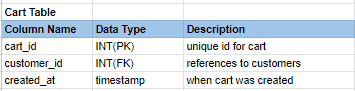 Cart Table
Column Name Data Type Description
cart_id INT(PK) unique id for cart
customer_id INT(FK) references to customers
created_at timestamp when cart was created